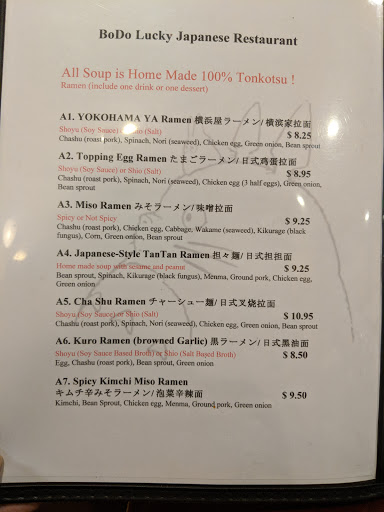 BoDo Lucky Japanese Restaurant
All Soup is Home Made 100% Tonkotsu !
Ramen (include one drink or one dessert)
A1. YOKOHAMA YA Ramen 横浜屋ラーメン/ 横濱家拉面
Shoyu (Soy Sauce) or Shio (Salt) $ 8.25
Chashu (roast pork), Spinach, Nori (seaweed), Chicken egg, Green onion, Bean sprout
A2. Topping Egg Ramen たまごラーメン/ 日式鸡蛋拉面
Shoyu (Soy Sauce) or Shio (Salt) $ 8.95
Chashu (roast pork), Spinach, Nori (seaweed), Chicken egg (3 half eggs), Green onion,
Bean sprout
A3. Miso Ramen みそラーメン/ 味噌拉面
Spicy or Not Spicy $ 9.25
Chashu (roast pork), Chicken egg, Cabbage, Wakame (seaweed), Kikurage (black
fungus), Corn, Green onion, Bean sprout
A4. Japanese-Style TanTan Ramen 担々麺/ 日式担担面
Home made soup with sesame and peanut $ 9.25
Bean sprout, Spinach, Kikurage (black fungus), Menma, Ground pork, Chicken egg,
Green onion
A5. Cha Shu Ramen チャーシュー麺/ 日式叉烧拉面
Shoyu (Soy Sauce) or Shio (Salt) $ 10.95
Chashu (roast pork), Spinach, Nori (seaweed), Chicken egg, Green onion, Bean sprout
A6. Kuro Ramen (browned Garlic) 黒ラーメン/ 日式黑油面
Shoyu (Soy Sauce Based Broth) or Shio (Salt Based Broth) $ 8.50
Egg, Chashu (roast pork), Bean sprout, Green onion
A7. Spicy Kimchi Miso Ramen
キムチ辛みそラーメン/ 泡菜辛辣面 $ 9.50
Kimchi, Bean Sprout, Chicken egg, Menma, Ground pork, Green onion